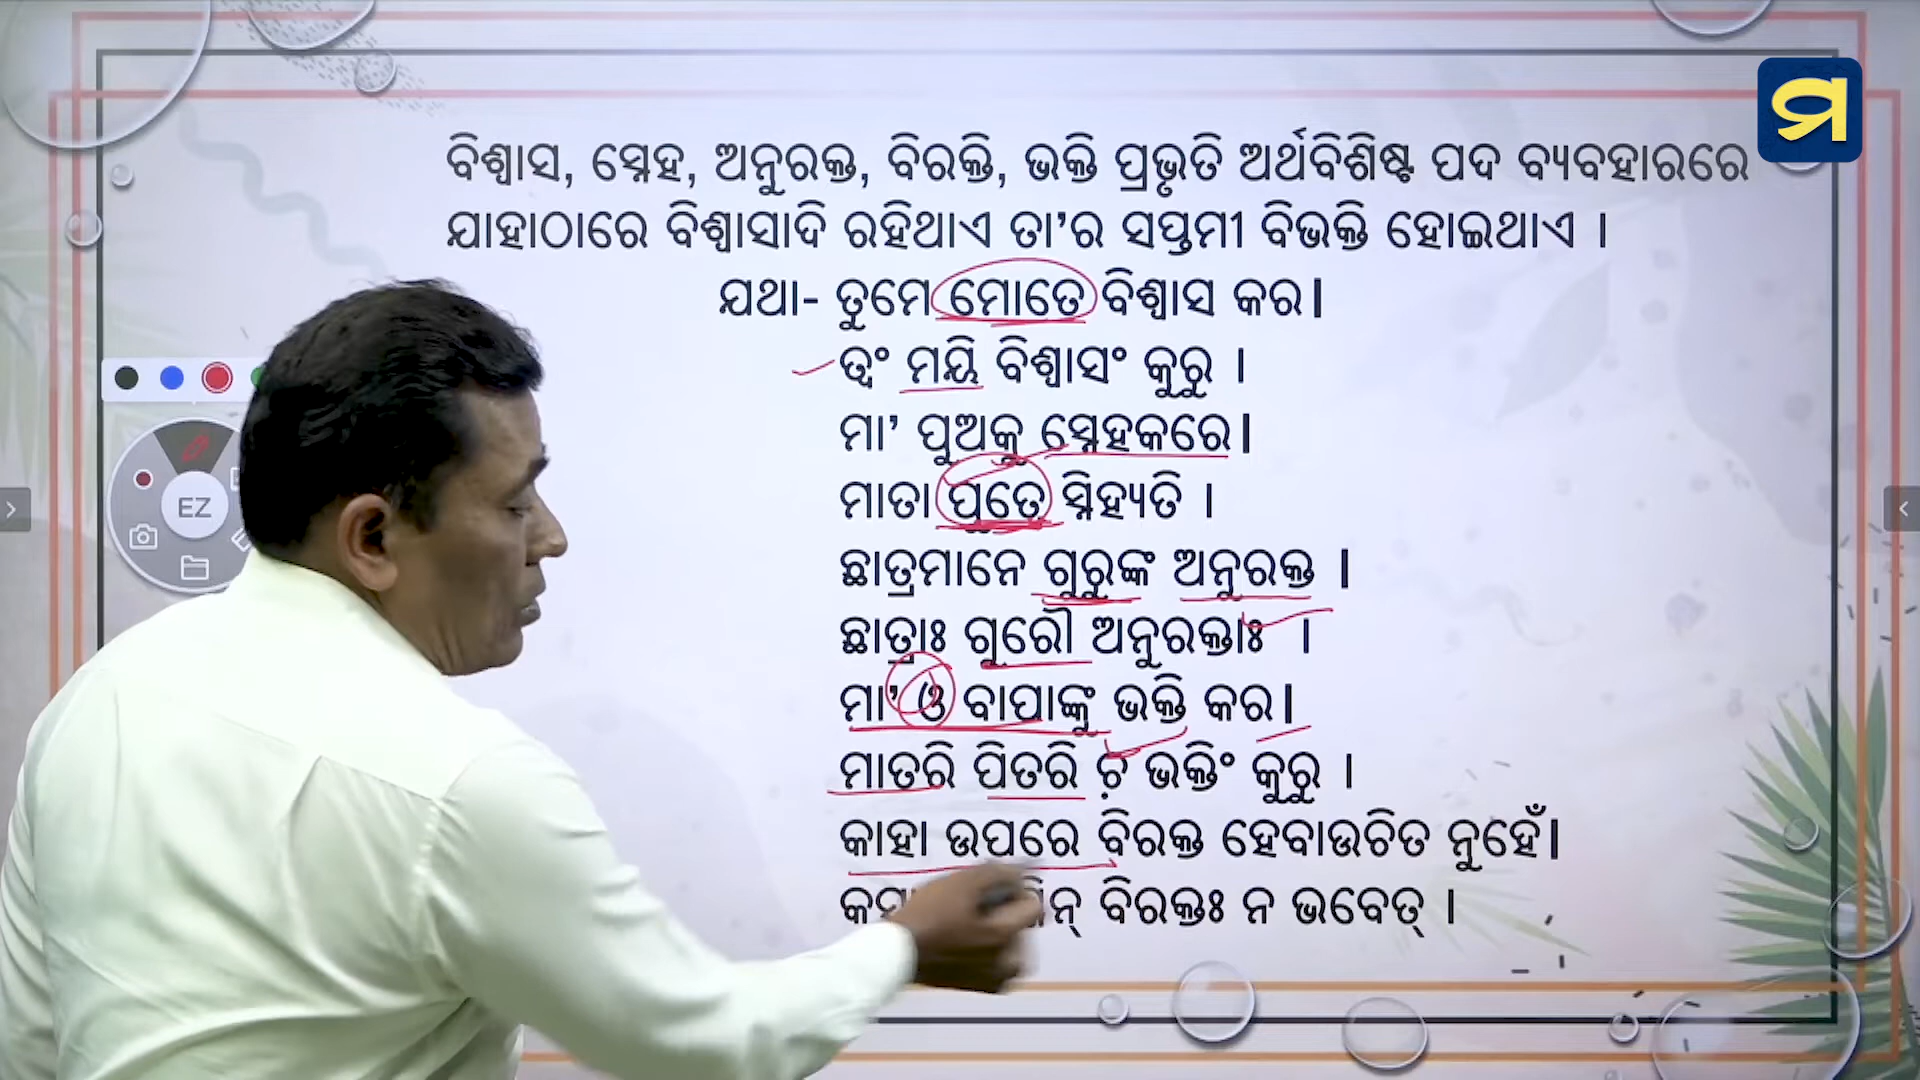 ମ
ବିଶ୍ୱାସ, ସ୍ନେହ, ଅନୁରକ୍ତ, ବିରକ୍ତି, ଭକ୍ତି ପ୍ରଭୃତି ଅର୍ଥବିଶିଷ୍ଟ ପଦ ବ୍ୟବହାରରେ
ଯାହାଠାରେ ବିଶ୍ୱାସାଦି ରହିଥାଏ ତା’ର ସପ୍ତମୀ ବିଭକ୍ତି ହୋଇଥାଏ ।
ଯଥା- ତୁମେ ମୋତେ ବିଶ୍ୱାସ କର|
ତ୍ୱଂ ମୟି ବିଶ୍ୱାସଂ କୁରୁ ।
ମା’ ପୁଅକୁ ସ୍ନେହକରେ|
ମାତା ପୁତେ ସ୍ନିହ୍ୟତି ।
ଛାତ୍ରମାନେ ଗୁରୁଙ୍କ ଅନୁରକ୍ତ |
ଛାତ୍ରାଃ ଗୁରୌ ଅନୁରକ୍ତାଃ ।
ମା’ ଓ ବାପାଙ୍କୁ ଭକ୍ତି କର|
ମାତରି ପିତରି ଚ଼ ଭକ୍ତିଂ କୁରୁ ।
କାହା ଉପରେ ବିରକ୍ତ ହେବାଉଚିତ ନୁହେଁ|
ବିରକ୍ତଃ ନ ଭବେତ୍ ।
EZ